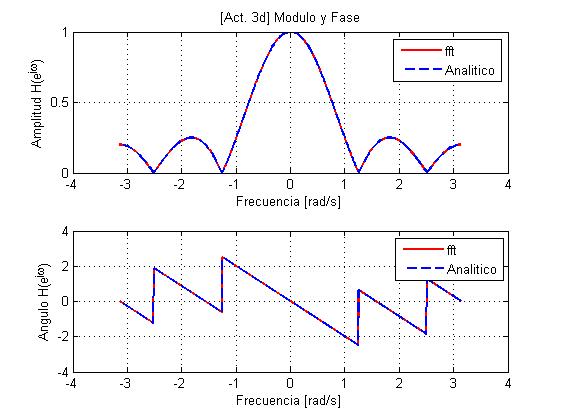 [Act. 3d] Modulo y Fase
Amplitud H(e^jω)
1
0.5
0
fft
Analitico
-4 -3 -2 -1 0 1 2 3 4
Frecuencia [rad/s]
Angulo H(e^jω)
4
2
0
-2
-4
fft
Analitico
-4 -3 -2 -1 0 1 2 3 4
Frecuencia [rad/s]